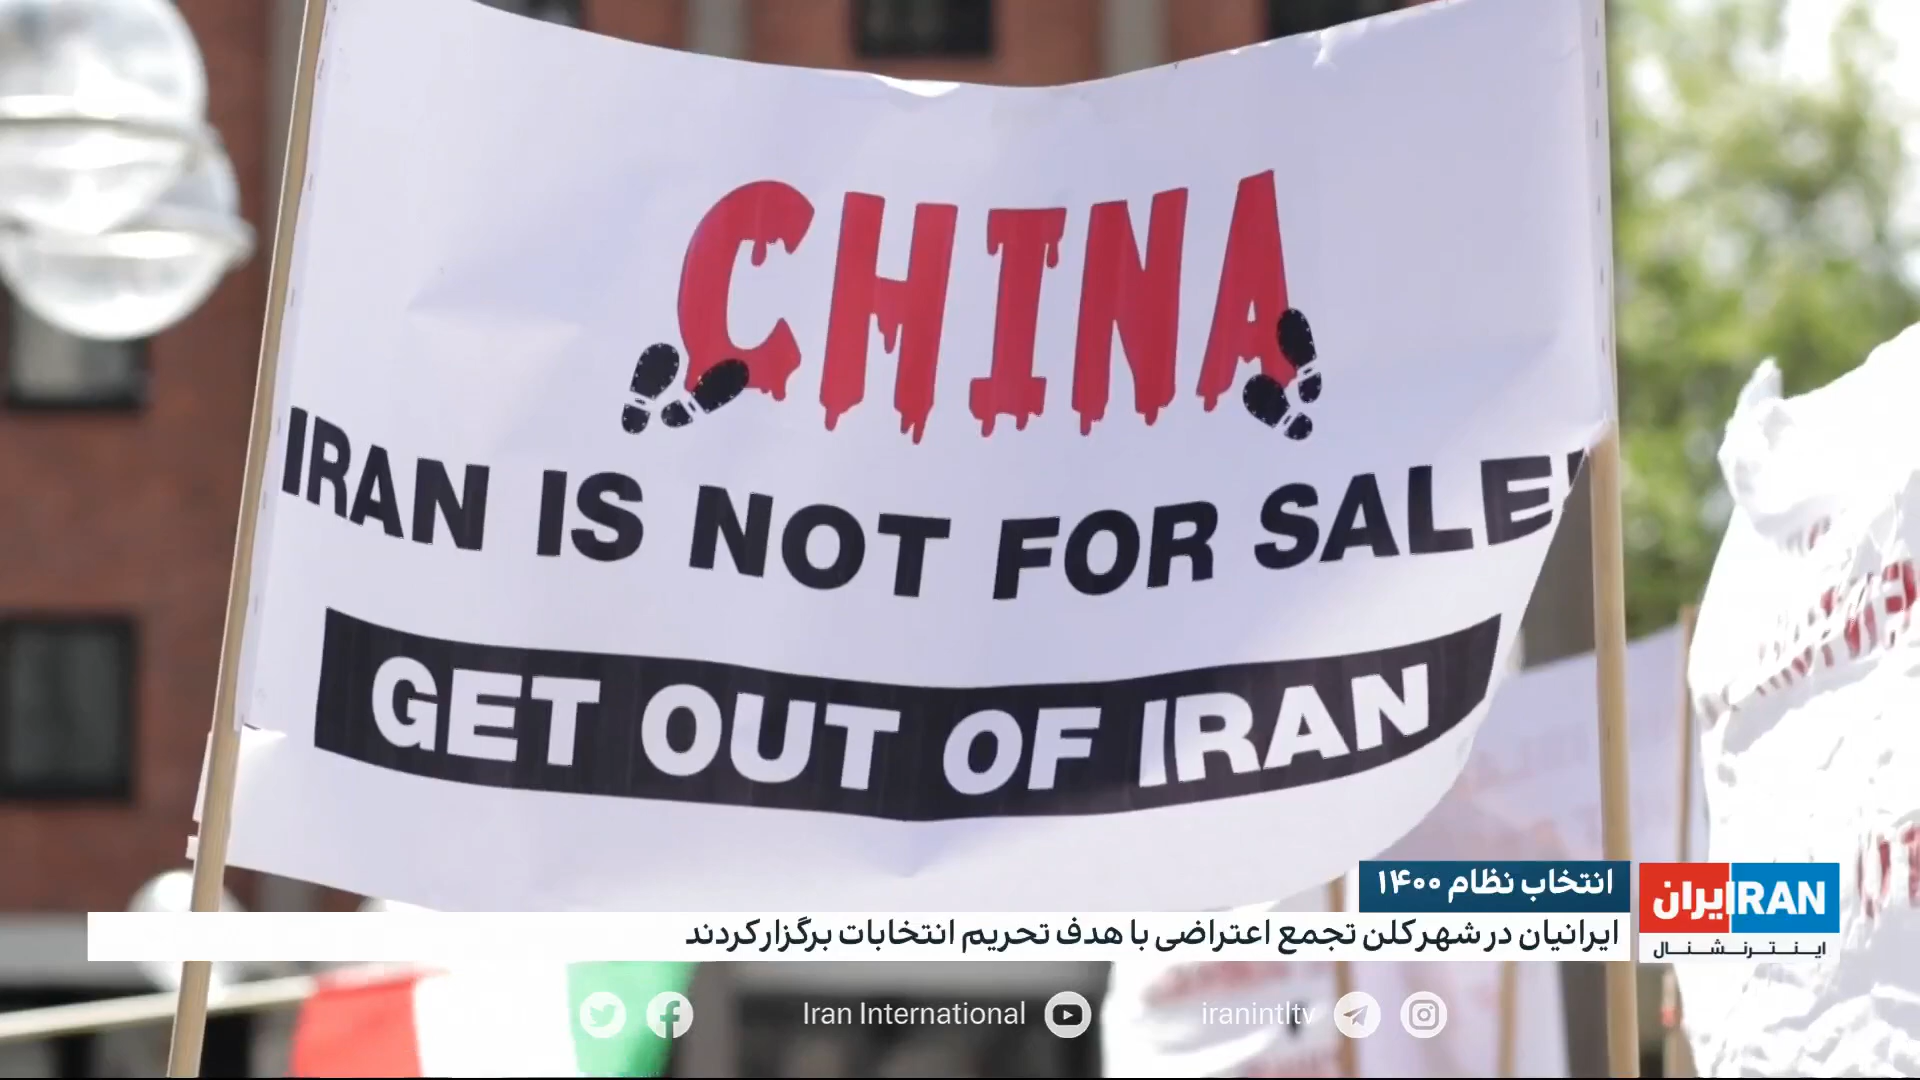 CHINA
IRAN IS NOT FOR SALE!
GET OUT OF IRAN
انتخاب نظام ۱۴۰۰
ایرانیان در شهر کلن تجمع اعتراضی با هدف تحریم انتخابات برگزار کردند
ایران IRAN
اینترنشنال
Iran International
iranintltv